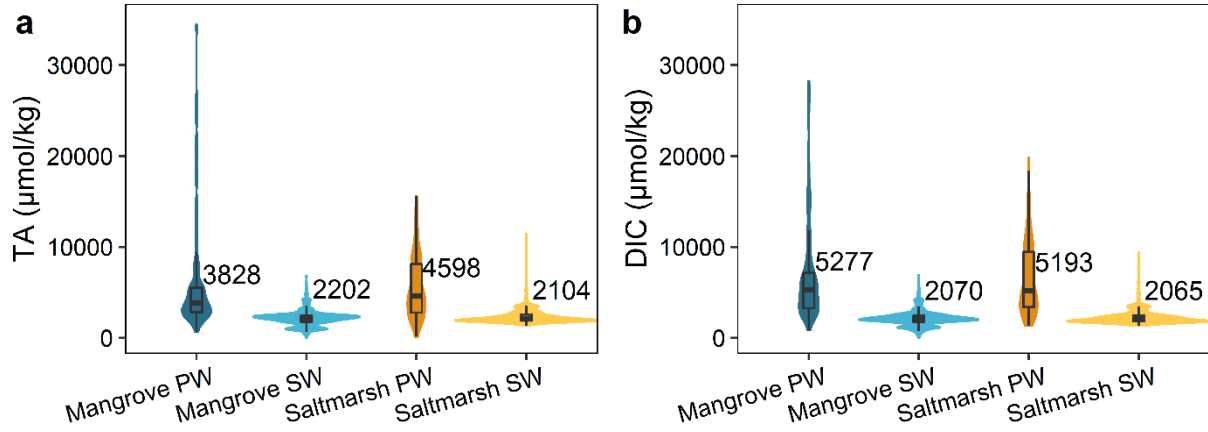 a
TA (µmol/kg)
30000
20000
10000
0
3828
2202
4598
2104
Mangrove PW
Mangrove SW
Saltmarsh PW
Saltmarsh SW
b
DIC (µmol/kg)
30000
20000
10000
0
5277
2070
5193
2065
Mangrove PW
Mangrove SW
Saltmarsh PW
Saltmarsh SW